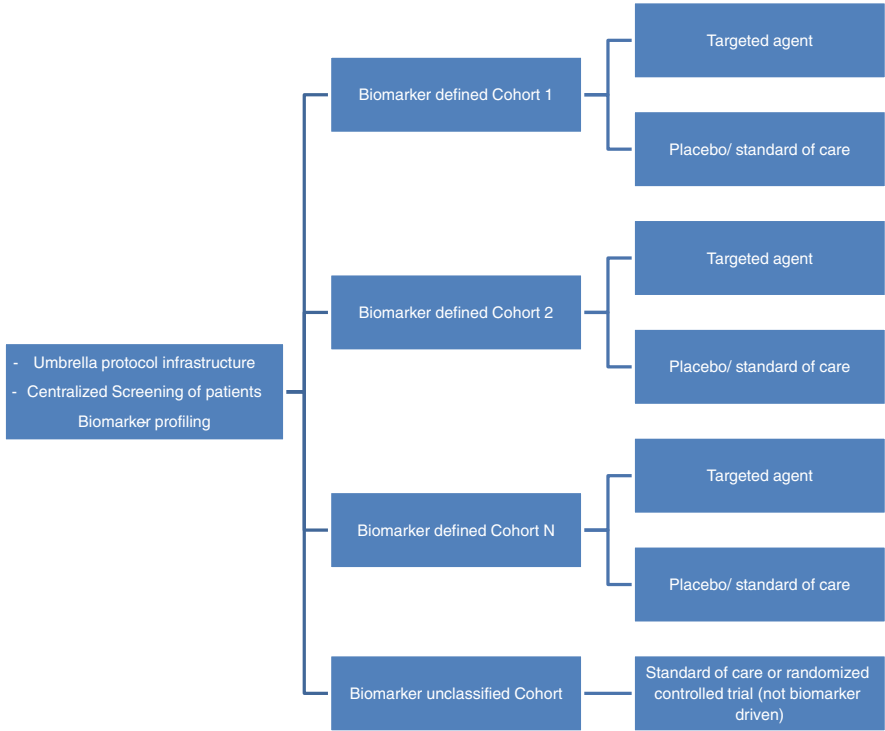 - Umbrella protocol infrastructure
- Centralized Screening of patients
- Biomarker profiling
Biomarker defined Cohort 1
Targeted agent
Placebo/ standard of care
Biomarker defined Cohort 2
Targeted agent
Placebo/ standard of care
Biomarker defined Cohort N
Targeted agent
Placebo/ standard of care
Biomarker unclassified Cohort
Standard of care or randomized
controlled trial (not biomarker
driven)